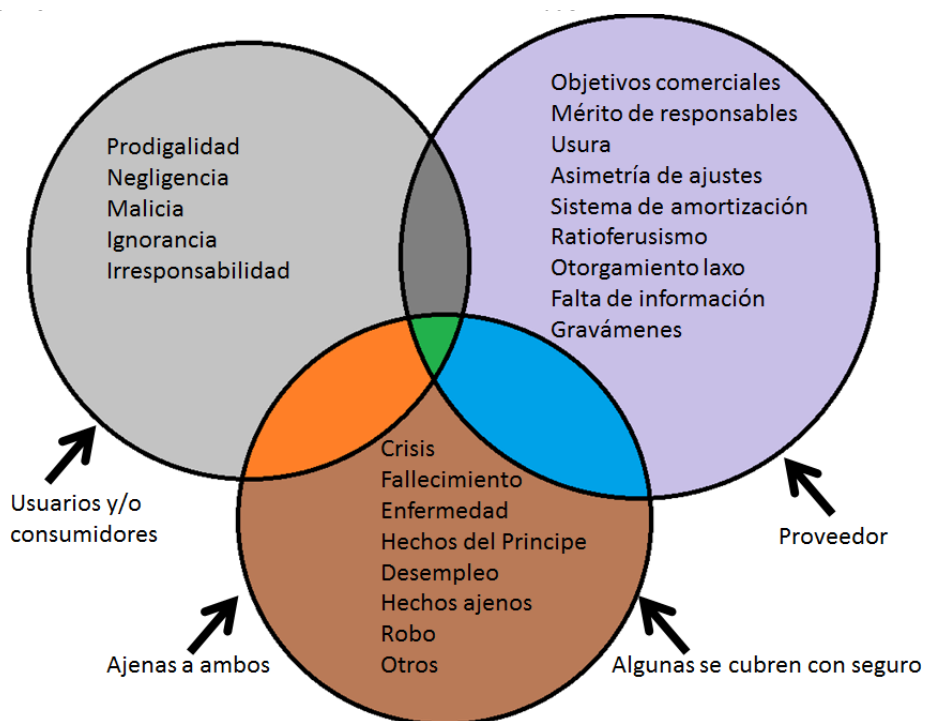 Prodigalidad
Negligencia
Malicia
Ignorancia
Irresponsabilidad
Objetivos comerciales
Mérito de responsables
Usura
Asimetría de ajustes
Sistema de amortización
Ratioferusismo
Otorgamiento laxo
Falta de información
Gravámenes
Crisis
Fallecimiento
Enfermedad
Hechos del Principe
Desempleo
Hechos ajenos
Robo
Otros
Usuarios y/o
consumidores
Proveedor
Ajenas a ambos
Algunas se cubren con seguro